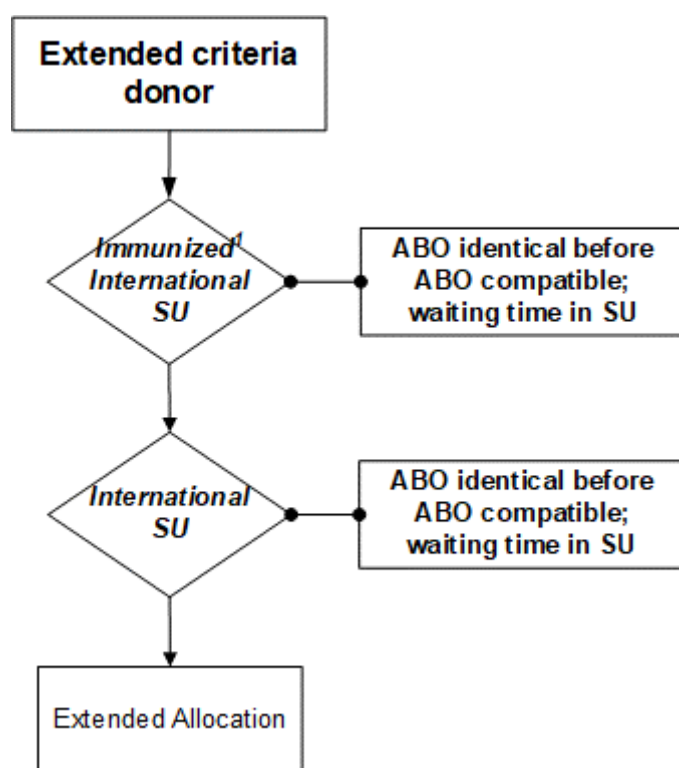 Extended criteria
donor
Immunized¹
International
SU
ABO identical before
ABO compatible;
waiting time in SU
International
SU
ABO identical before
ABO compatible;
waiting time in SU
Extended Allocation